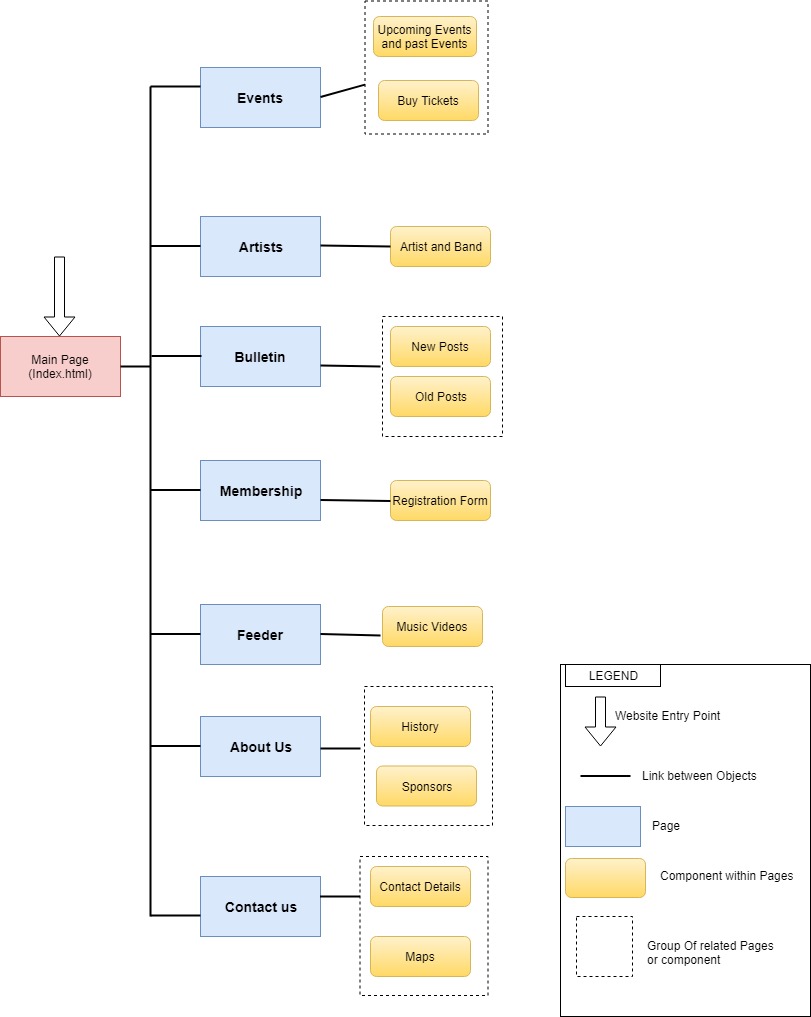 Upcoming Events
and past Events
Events
Buy Tickets
Artists
Artist and Band
Main Page
(Index.html)
Bulletin
New Posts
Old Posts
Membership
Registration Form
Feeder
Music Videos
About Us
History
Sponsors
Contact us
Contact Details
Maps
LEGEND
Website Entry Point
Link between Objects
Page
Component within Pages
Group Of related Pages
or component